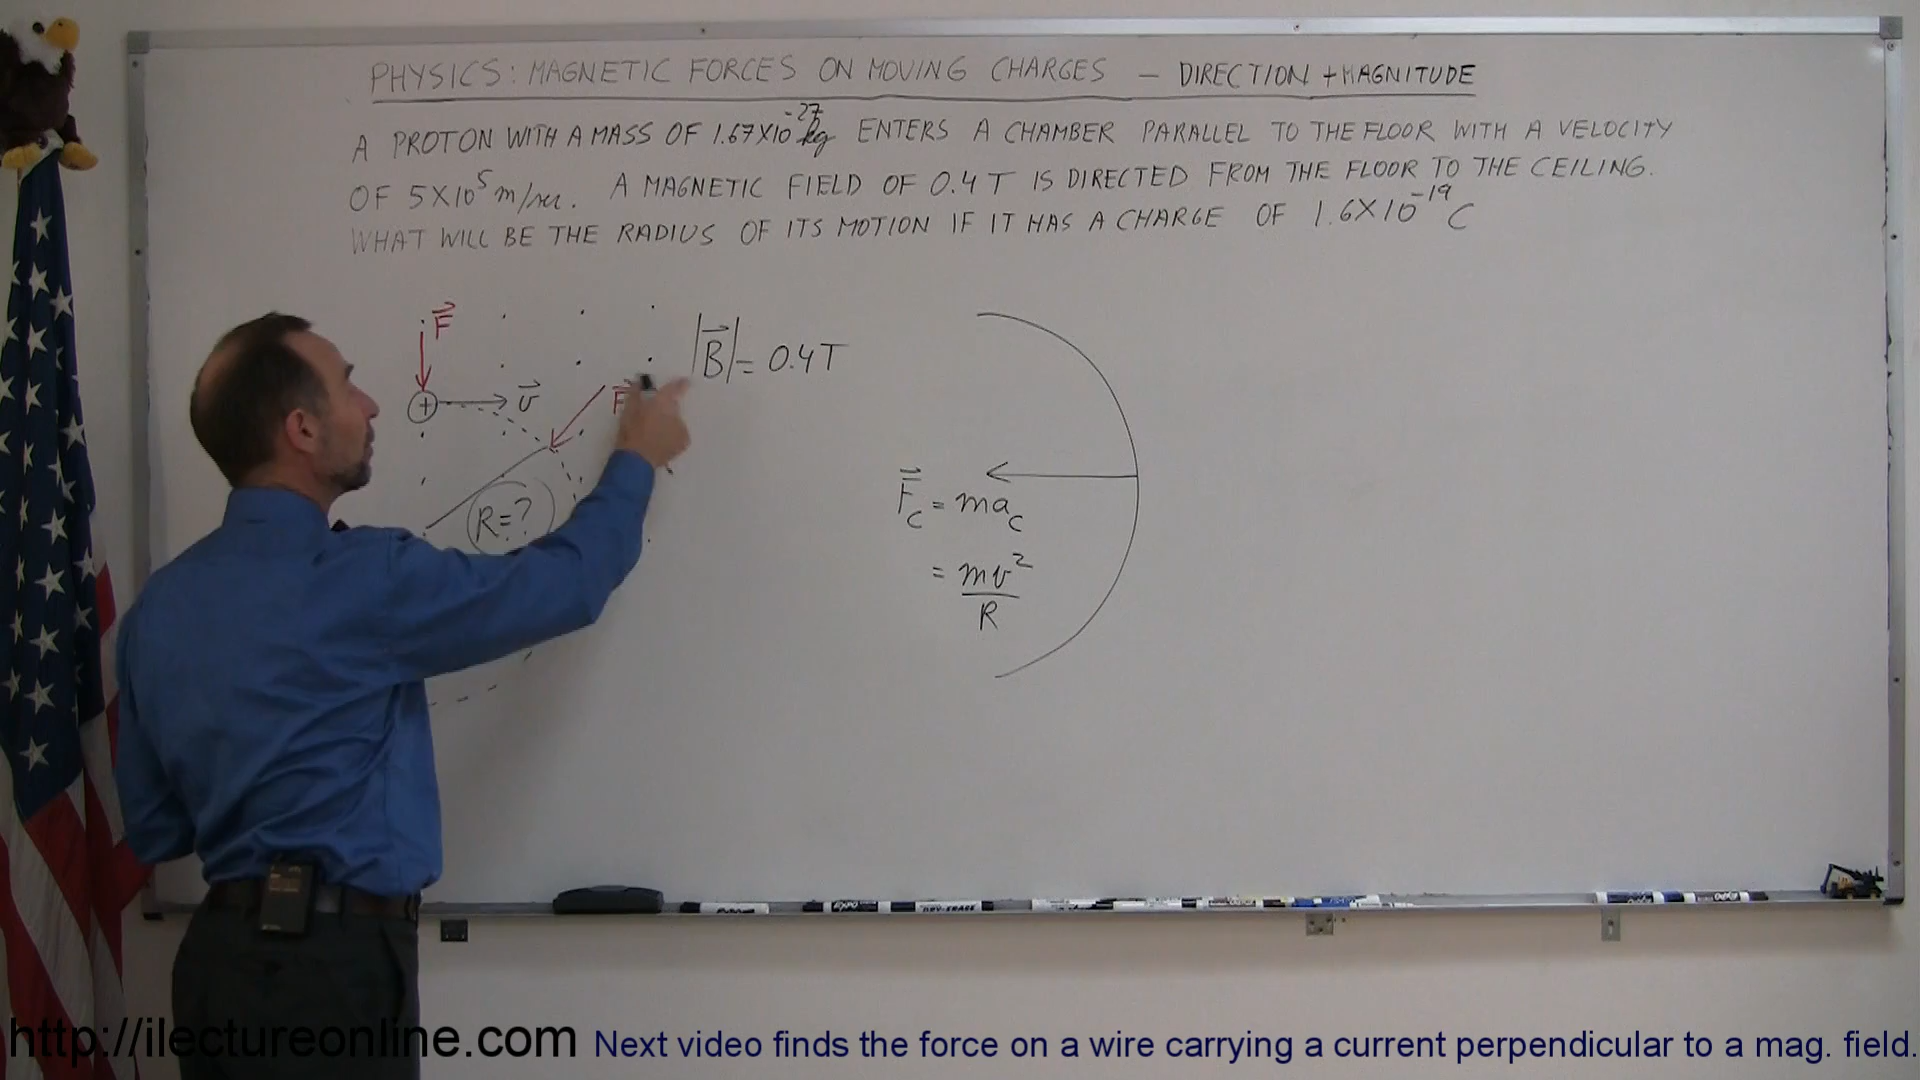 PHYSICS: MAGNETIC FORCES ON MOVING CHARGES – DIRECTION + MAGNITUDE
A PROTON WITH A MASS OF 1.67X10⁻²⁷ kg ENTERS A CHAMBER PARALLEL TO THE FLOOR WITH A VELOCITY
OF 5X10⁵ m/sec. A MAGNETIC FIELD OF 0.4 T IS DIRECTED FROM THE FLOOR TO THE CEILING.
WHAT WILL BE THE RADIUS OF ITS MOTION IF IT HAS A CHARGE OF 1.6X10⁻¹⁹ C
F⃗
|B⃗| = 0.4T
+ v⃗
F
R=?
F⃗c = mac
= mv²/R
http://ilectureonline.com Next video finds the force on a wire carrying a current perpendicular to a mag. field.